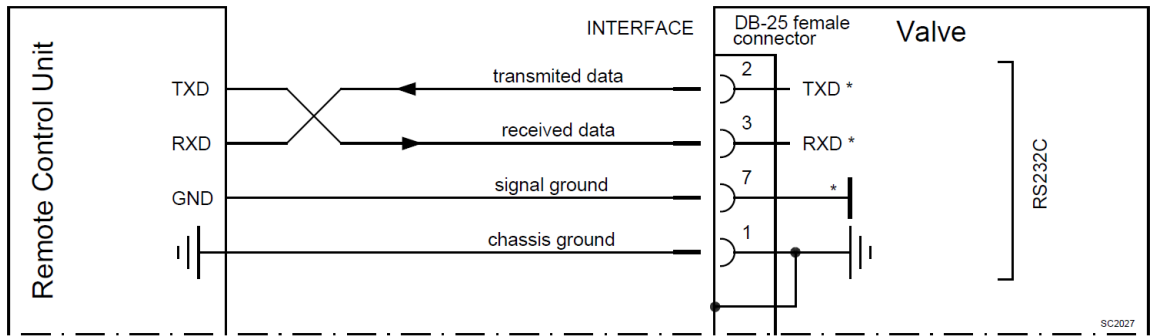 Remote Control Unit
INTERFACE
DB-25 female
connector
Valve
TXD
transmited data
2
TXD *
RXD
received data
3
RXD *
GND
signal ground
7
*
chassis ground
1
RS232C
SC2027